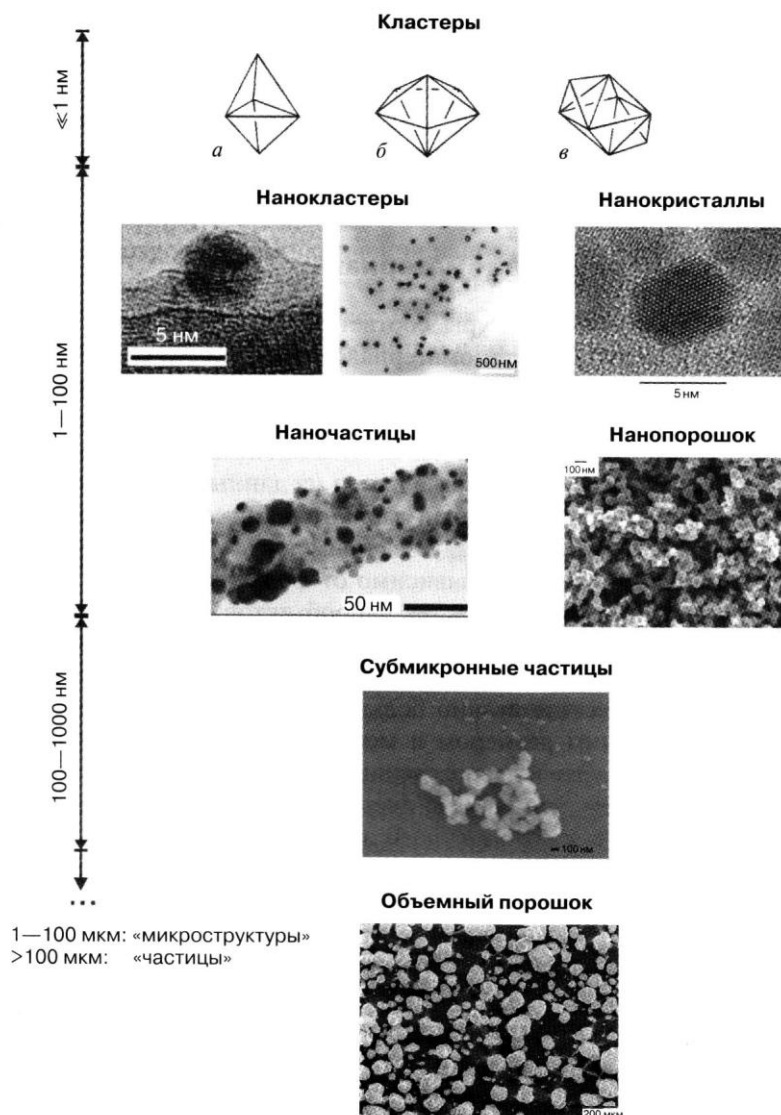 Кластеры
≪1 нм
а
б
в
Нанокластеры
Нанокристаллы
5 нм
500 нм
5 нм
1—100 нм
Наночастицы
Нанопорошок
100 нм
50 нм
Субмикронные частицы
100—1000 нм
100 нм
...
Объемный порошок
1—100 мкм: «микроструктуры»
>100 мкм: «частицы»
200 мкм